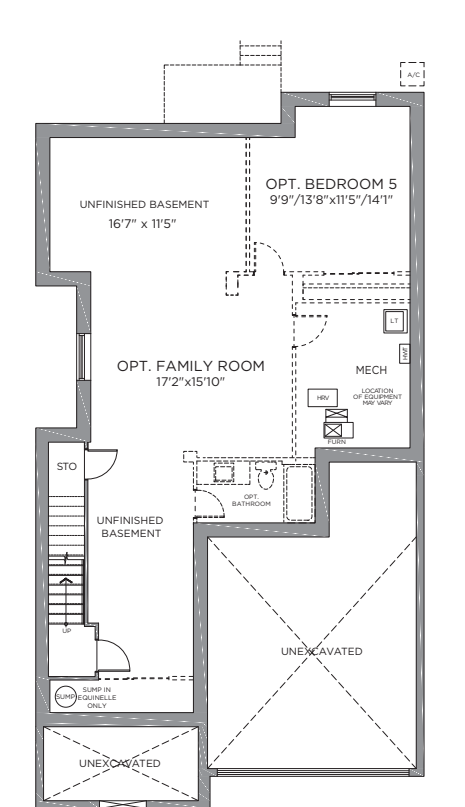 A/C
OPT. BEDROOM 5
9'9"/13'8"x11'5"/14'1"
UNFINISHED BASEMENT
16'7" x 11'5"
LT
HWT
OPT. FAMILY ROOM
17'2"x15'10"
MECH
LOCATION
OF EQUIPMENT
MAY VARY
HRV
FURN
STO
OPT.
BATHROOM
UNFINISHED
BASEMENT
UP
UNEXCAVATED
SUMP
SUMP IN
EQUINELLE
ONLY
UNEXCAVATED